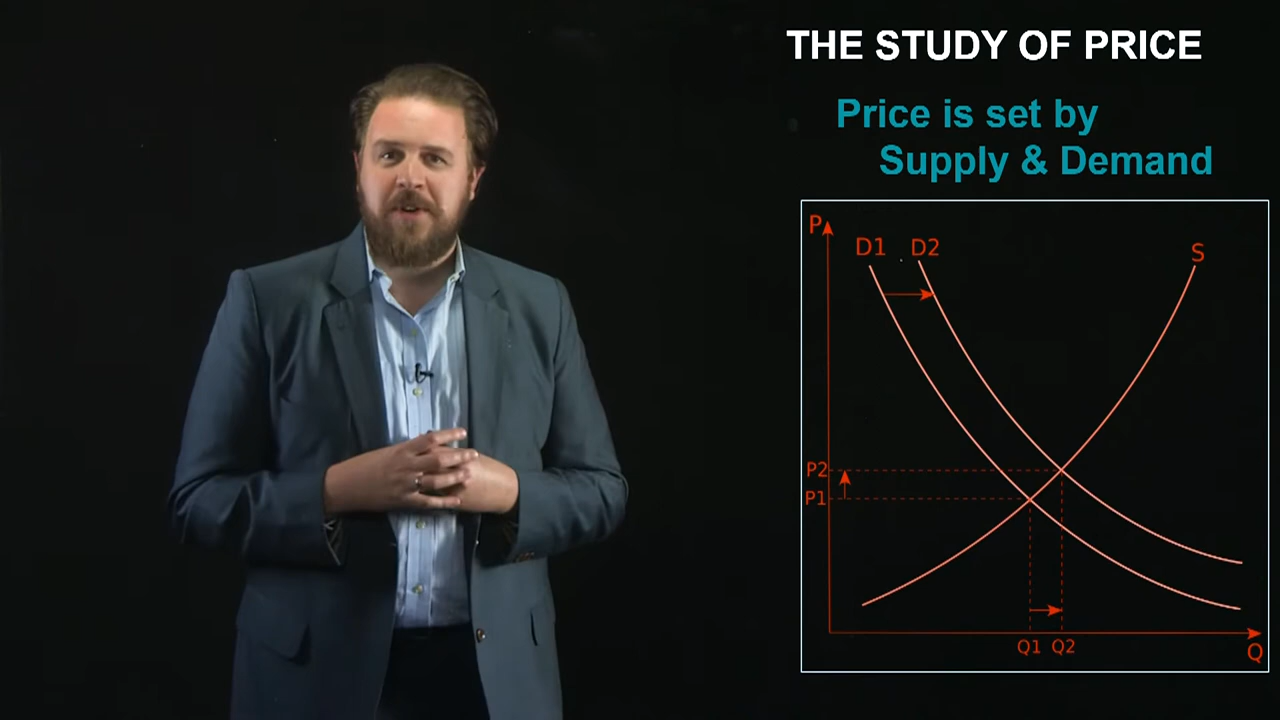 THE STUDY OF PRICE
Price is set by
Supply & Demand
P
D1 D2
S
P2
P1
Q1 Q2
Q